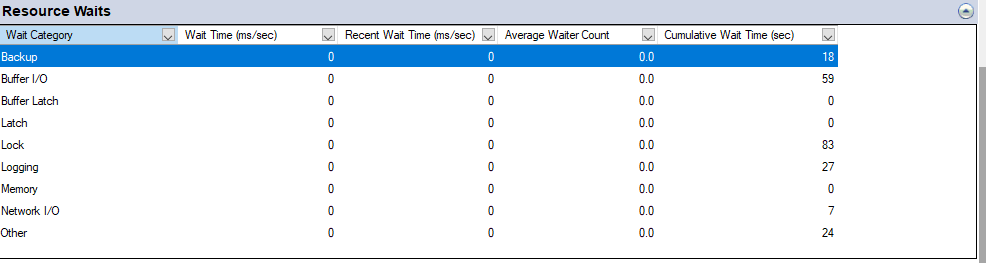 Resource Waits
Wait Category Wait Time (ms/sec) Recent Wait Time (ms/sec) Average Waiter Count Cumulative Wait Time (sec)
Backup 0 0 0.0 18
Buffer I/O 0 0 0.0 59
Buffer Latch 0 0 0.0 0
Latch 0 0 0.0 0
Lock 0 0 0.0 83
Logging 0 0 0.0 27
Memory 0 0 0.0 0
Network I/O 0 0 0.0 7
Other 0 0 0.0 24